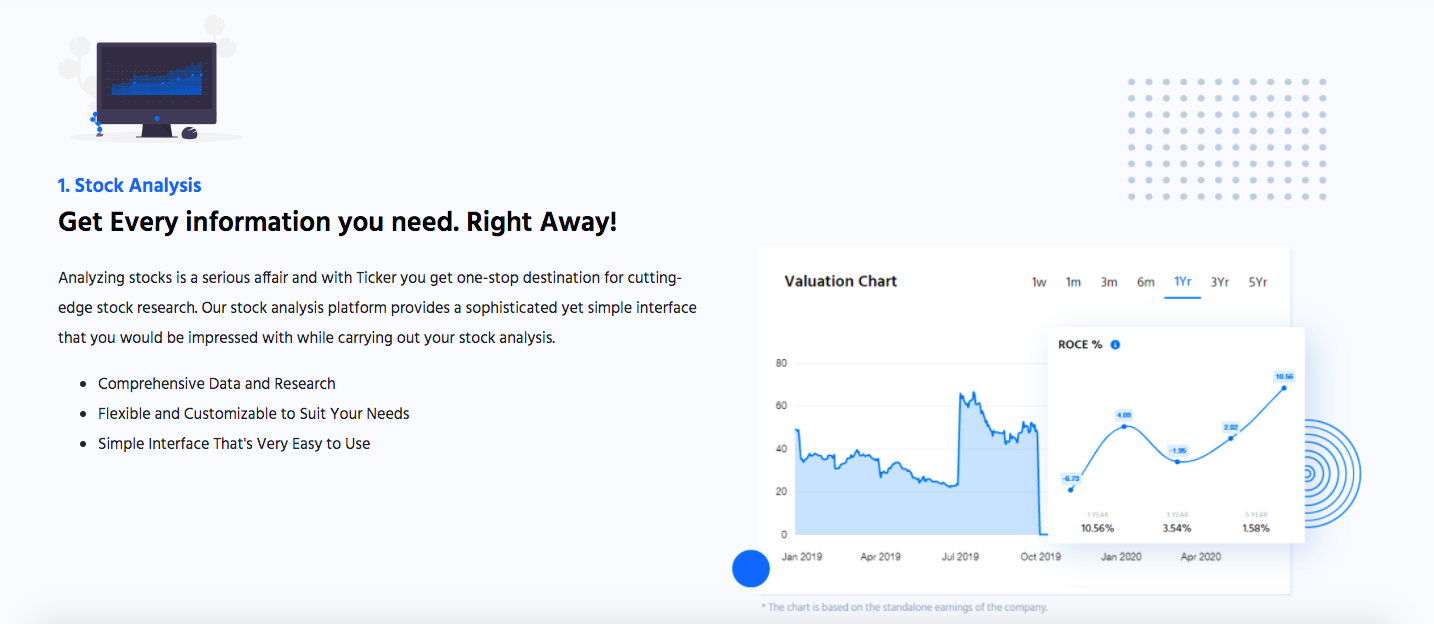 1. Stock Analysis
Get Every information you need. Right Away!
Analyzing stocks is a serious affair and with Ticker you get one-stop destination for cutting-
edge stock research. Our stock analysis platform provides a sophisticated yet simple interface
that you would be impressed with while carrying out your stock analysis.
Comprehensive Data and Research
Flexible and Customizable to Suit Your Needs
Simple Interface That's Very Easy to Use
Valuation Chart
1w 1m 3m 6m 1Yr 3Yr 5Yr
80
60
40
20
0
Jan 2019 Apr 2019 Jul 2019 Oct 2019 Jan 2020 Apr 2020
ROCE %
-6.73 4.03 -1.95 2.02 10.56
1 YEAR 3 YEAR 5 YEAR
10.56% 3.54% 1.58%
* The chart is based on the standalone earnings of the company.